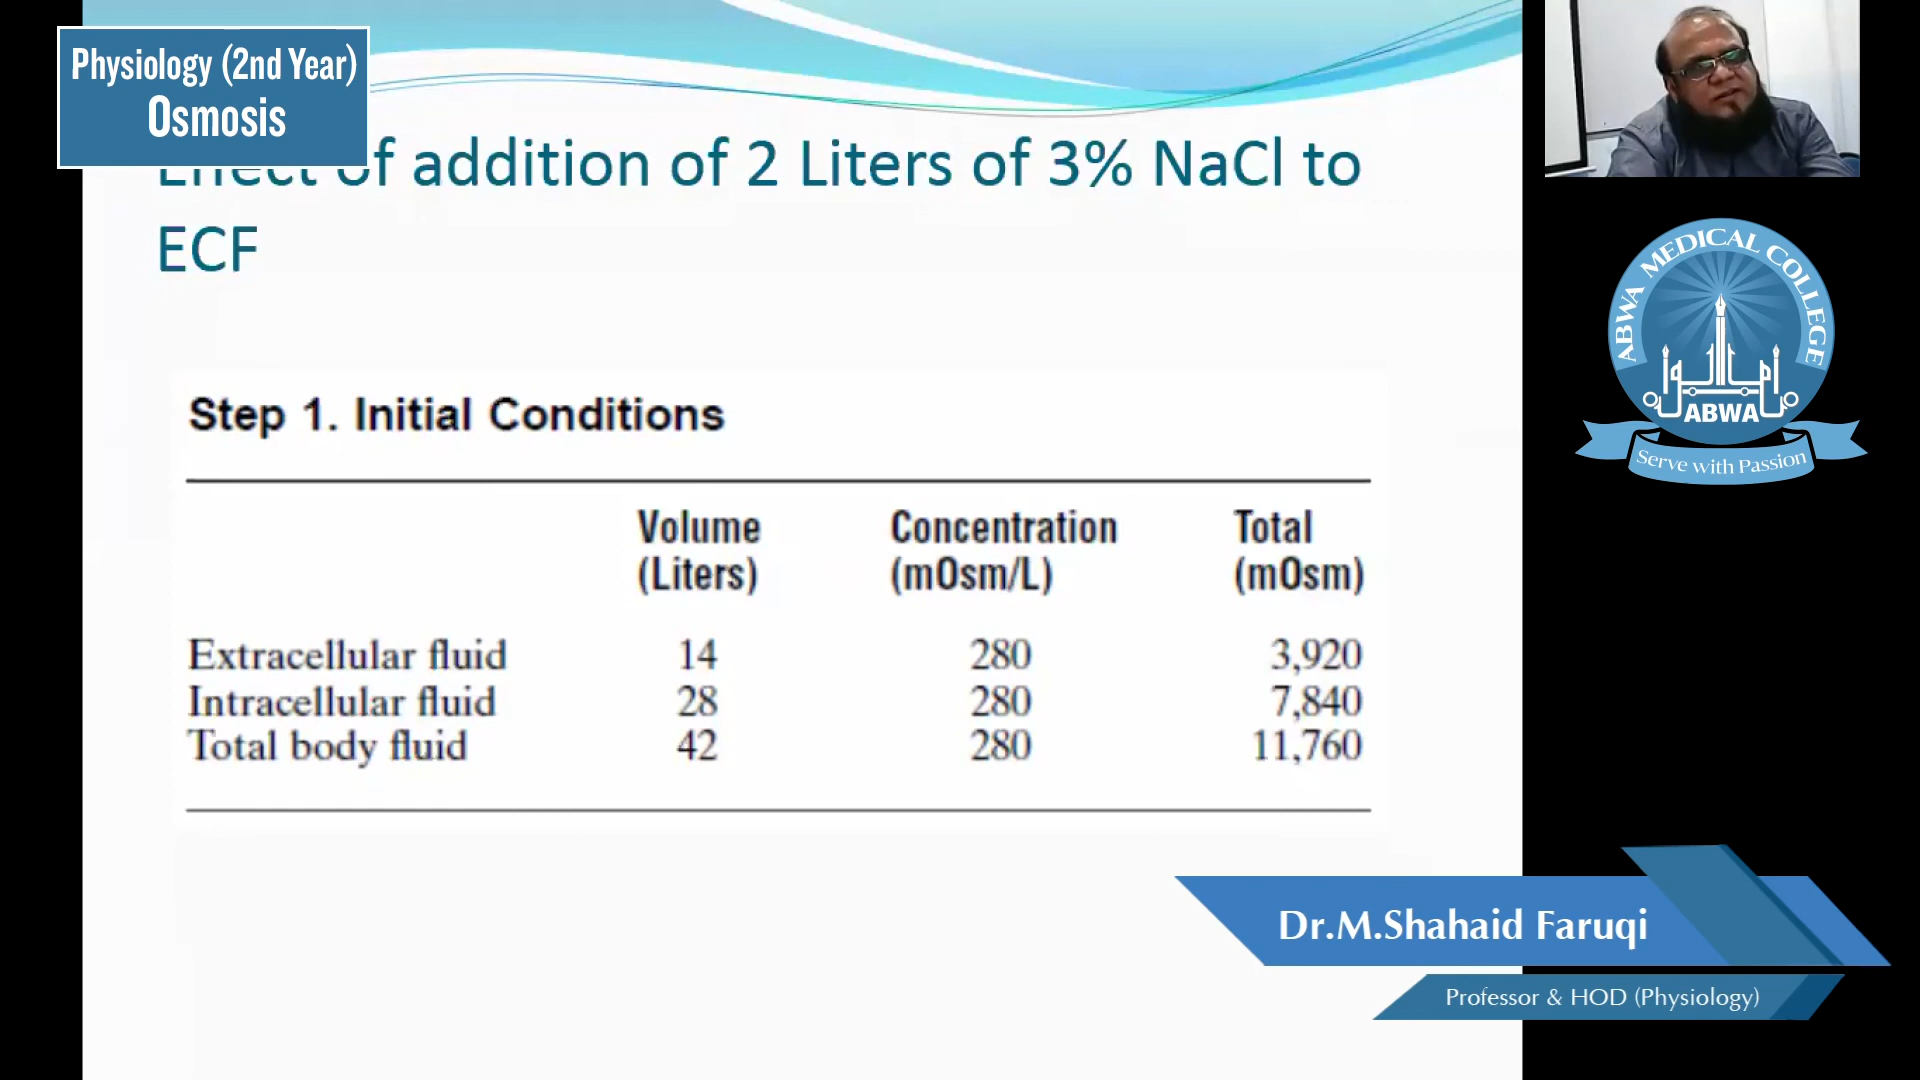 Physiology (2nd Year)
Osmosis
Effect of addition of 2 Liters of 3% NaCl to
ECF
Step 1. Initial Conditions
Volume (Liters) Concentration (mOsm/L) Total (mOsm)
Extracellular fluid 14 280 3,920
Intracellular fluid 28 280 7,840
Total body fluid 42 280 11,760
ABWA MEDICAL COLLEGE
ABWA
Serve with Passion
Dr.M.Shahaid Faruqi
Professor & HOD (Physiology)